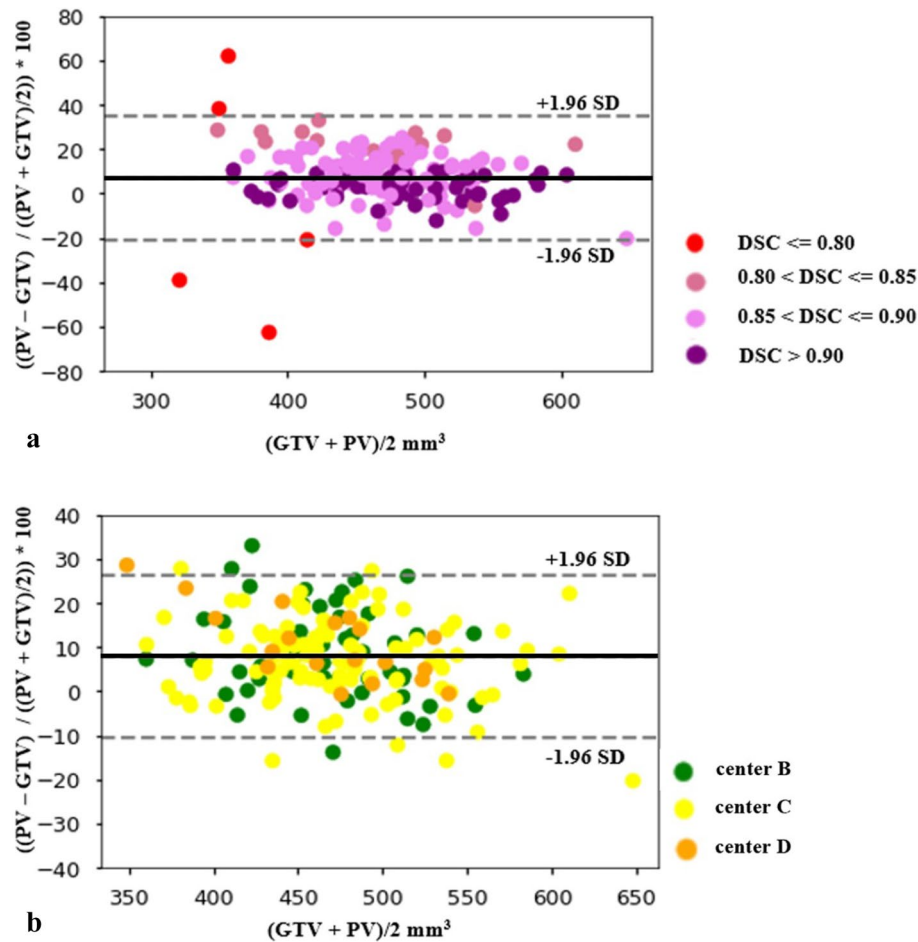 80
60
40
20
0
−20
−40
−60
−80
((PV – GTV) / ((PV + GTV)/2)) * 100
+1.96 SD
-1.96 SD
300 400 500 600
(GTV + PV)/2 mm³
a
DSC <= 0.80
0.80 < DSC <= 0.85
0.85 < DSC <= 0.90
DSC > 0.90
40
30
20
10
0
−10
−20
−30
−40
((PV – GTV) / ((PV + GTV)/2)) * 100
+1.96 SD
-1.96 SD
350 400 450 500 550 600 650
(GTV + PV)/2 mm³
b
center B
center C
center D